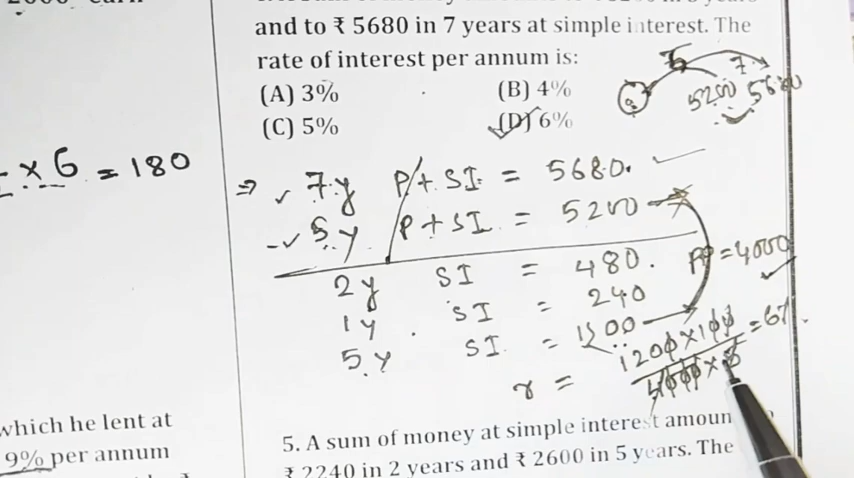 and to ₹ 5680 in 7 years at simple interest. The
rate of interest per annum is:
(A) 3%
(B) 4%
(C) 5%
(D) 6%
7
5200 5680
× 6 = 180
⇒ 7 y P + SI = 5680.
- 5 y P + SI = 5200
2 y SI = 480.
1 y . SI = 240
5 y SI = 1200
P = 4000
r = 1200 × 100 / 4000 × 5 = 6%.
which he lent at
9% per annum
5. A sum of money at simple interest
₹ 2240 in 2 years and ₹ 2600 in 5 years. The